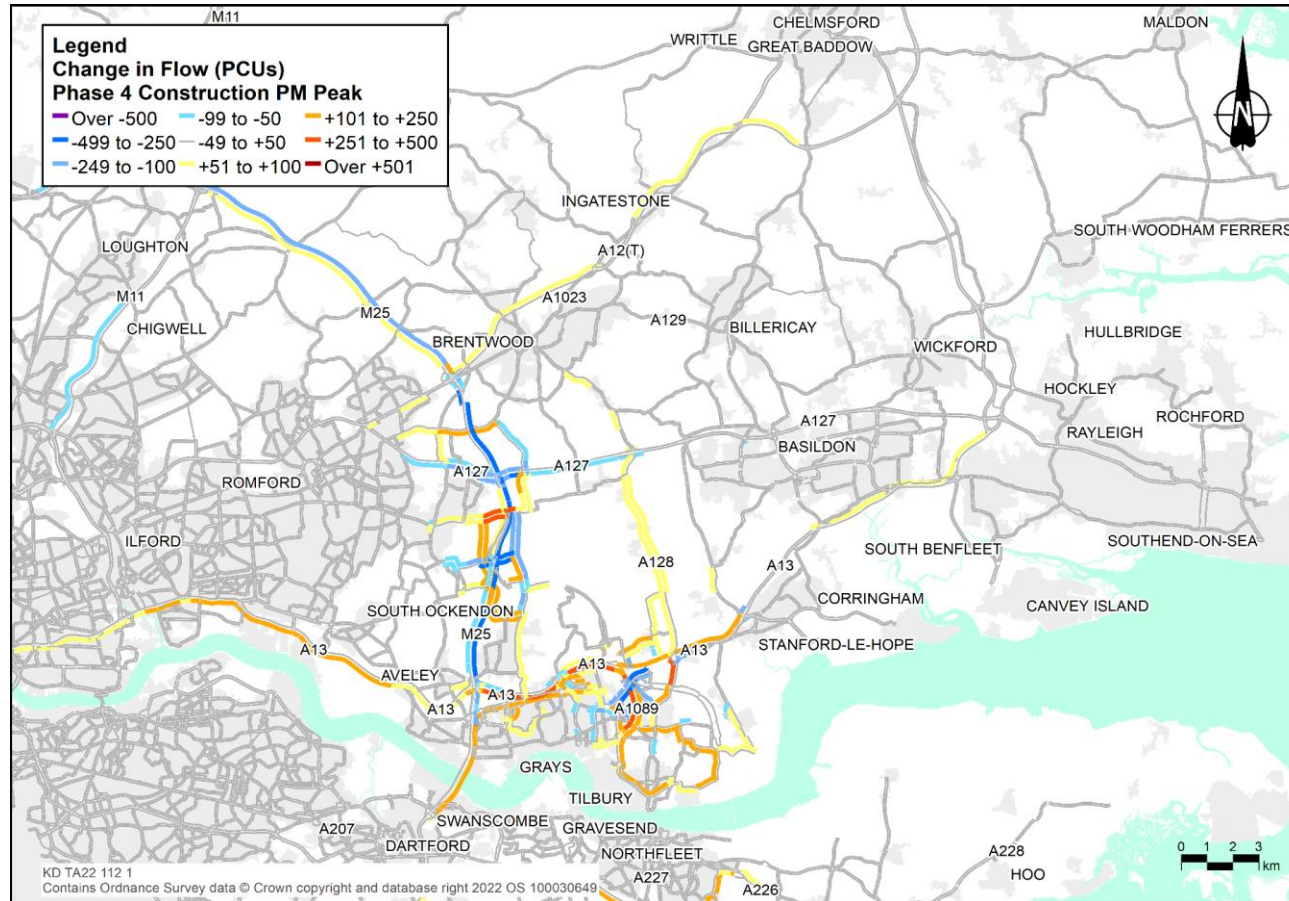 M11
CHELMSFORD
MALDON
WRITTLE
GREAT BADDOW
Legend
Change in Flow (PCUs)
Phase 4 Construction PM Peak
Over -500
-99 to -50
+101 to +250
-499 to -250
-49 to +50
+251 to +500
-249 to -100
+51 to +100
Over +501
N
INGATESTONE
SOUTH WOODHAM FERRERS
LOUGHTON
A12(T)
M11
A1023
M25
CHIGWELL
A129
BILLERICAY
HULLBRIDGE
BRENTWOOD
WICKFORD
HOCKLEY
ROCHFORD
A127
RAYLEIGH
BASILDON
A127
A127
ROMFORD
ILFORD
SOUTHEND-ON-SEA
SOUTH BENFLEET
A128
A13
CORRINGHAM
CANVEY ISLAND
SOUTH OCKENDON
M25
STANFORD-LE-HOPE
A13
A13
A13
AVELEY
A13
A13
A1089
GRAYS
TILBURY
SWANSCOMBE
A207
GRAVESEND
DARTFORD
NORTHFLEET
A228
HOO
A227
A226
0 1 2 3
km
KD TA22 112 1
Contains Ordnance Survey data © Crown copyright and database right 2022 OS 100030649